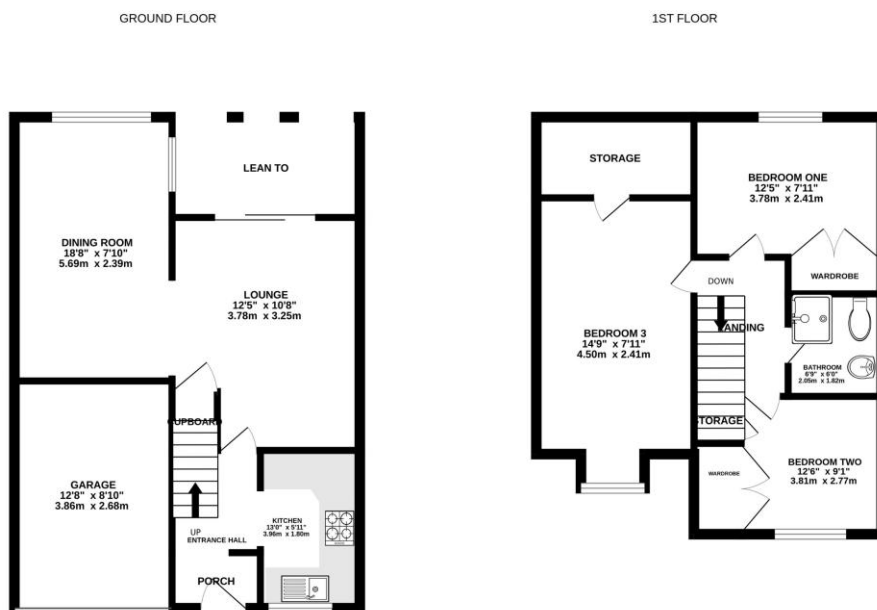 GROUND FLOOR
LEAN TO
DINING ROOM
18'8" x 7'10"
5.69m x 2.39m
LOUNGE
12'5" x 10'8"
3.78m x 3.25m
CUPBOARD
GARAGE
12'8" x 8'10"
3.86m x 2.68m
KITCHEN
13'0" x 5'11"
3.96m x 1.80m
UP
ENTRANCE HALL
PORCH
1ST FLOOR
STORAGE
BEDROOM ONE
12'5" x 7'11"
3.78m x 2.41m
WARDROBE
DOWN
LANDING
BEDROOM 3
14'9" x 7'11"
4.50m x 2.41m
BATHROOM
6'9" x 6'0"
2.05m x 1.82m
STORAGE
WARDROBE
BEDROOM TWO
12'6" x 9'1"
3.81m x 2.77m